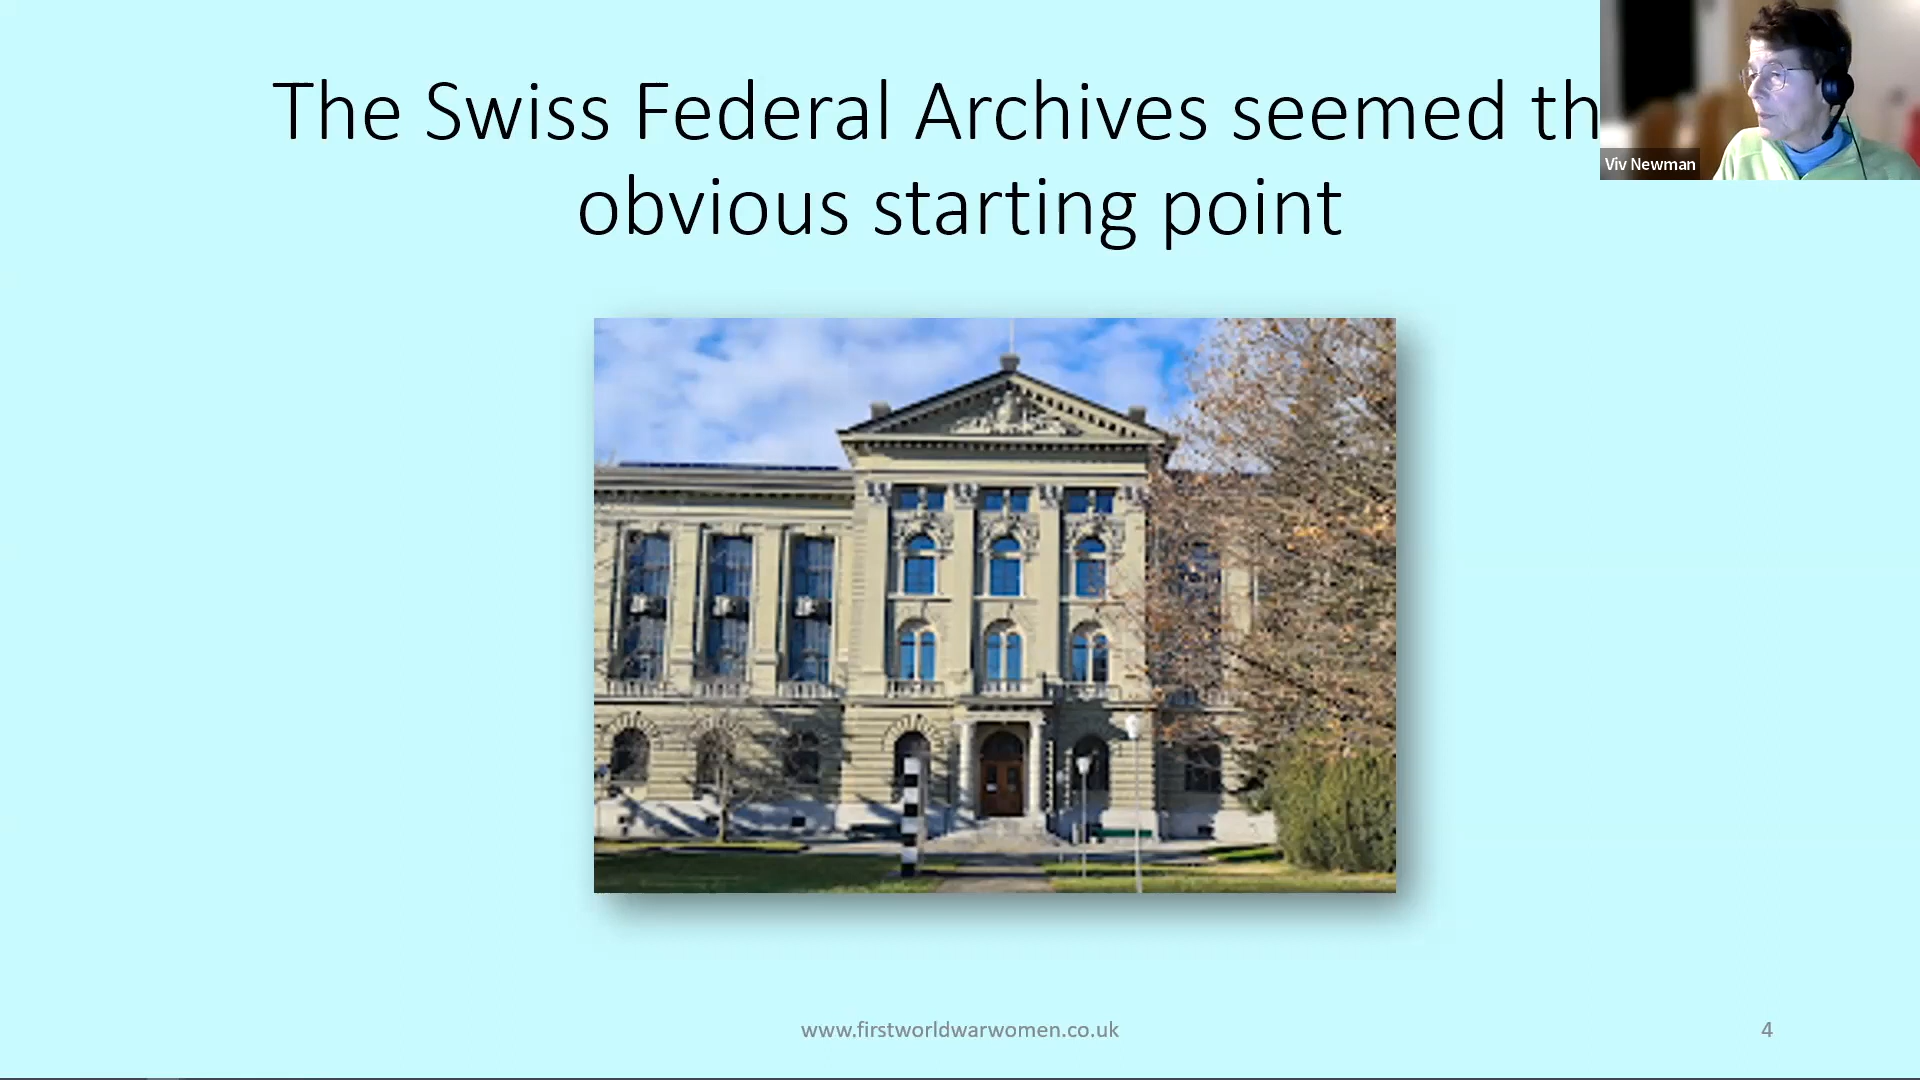 The Swiss Federal Archives seemed th
obvious starting point
Viv Newman
www.firstworldwarwomen.co.uk
4